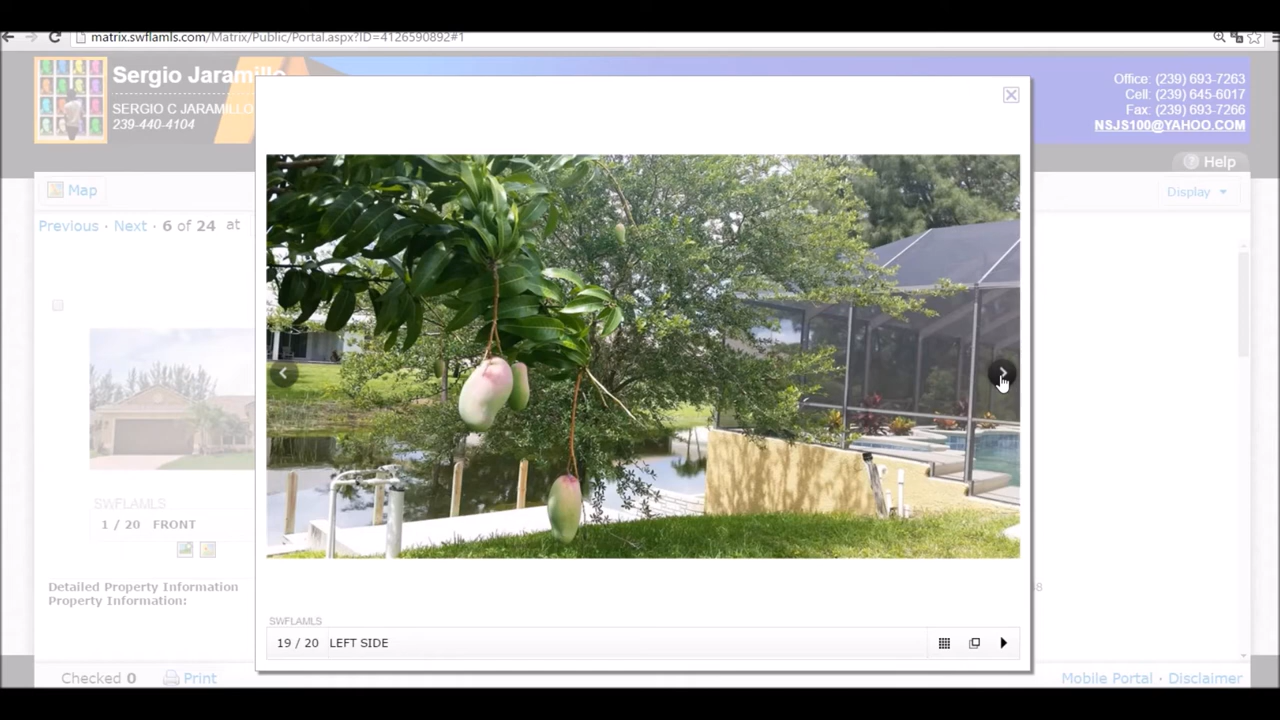 matrix.swflamls.com/Matrix/Public/Portal.aspx?ID=4126590892#1
Sergio Jaramillo
SERGIO C JARAMILLO
239-440-4104
Office: (239) 693-7263
Cell: (239) 645-6017
Fax: (239) 693-7266
NSJS100@YAHOO.COM
? Help
Map
Display
Previous · Next · 6 of 24 at
SWFLAMLS
1 / 20 FRONT
Detailed Property Information
Property Information:
SWFLAMLS
19 / 20 LEFT SIDE
Checked 0 Print
Mobile Portal · Disclaimer